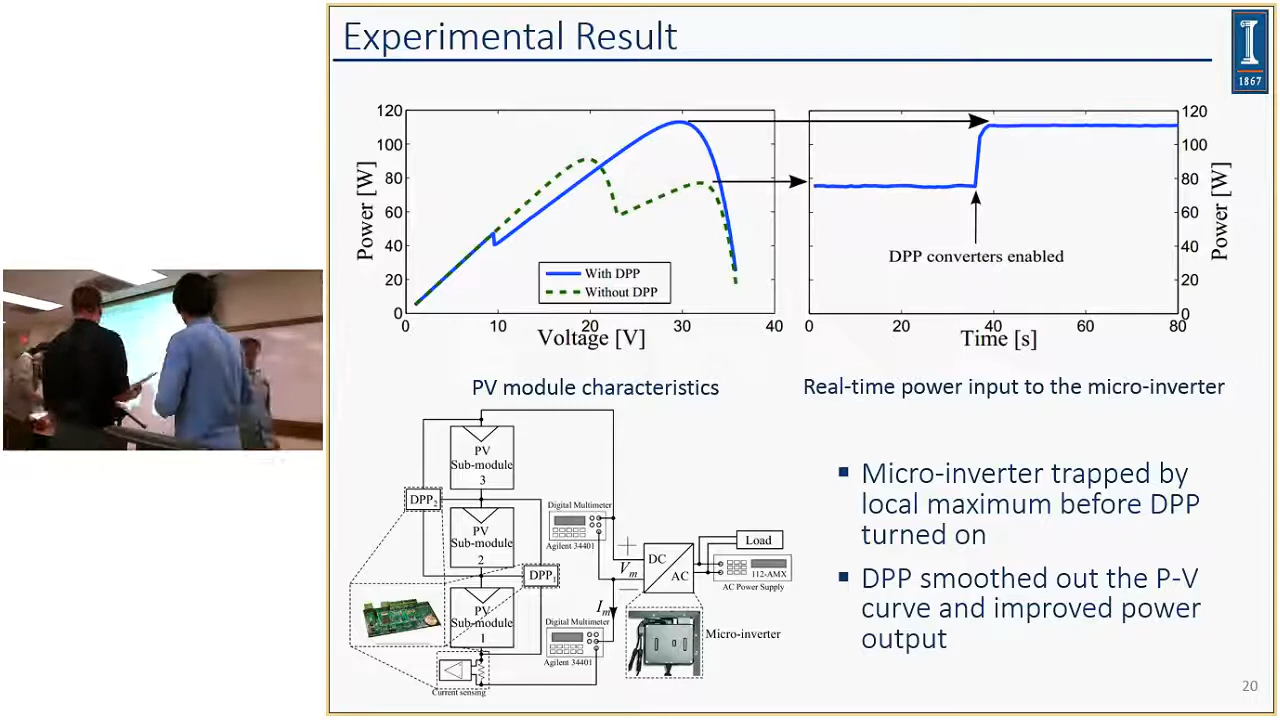 Experimental Result
1867
120
100
80
60
40
20
0
Power [W]
0
10
20
30
40
Voltage [V]
With DPP
Without DPP
120
100
80
60
40
20
0
Power [W]
0
20
40
60
80
Time [s]
DPP converters enabled
PV module characteristics
Real-time power input to the micro-inverter
PV
Sub-module
3
DPP2
PV
Sub-module
2
DPP1
PV
Sub-module
1
Current sensing
Digital Multimeter
Agilent 34401
Vm
Im
Digital Multimeter
Agilent 34401
DC
AC
Load
112-AMX
AC Power Supply
Micro-inverter
Micro-inverter trapped by
local maximum before DPP
turned on
DPP smoothed out the P-V
curve and improved power
output
20